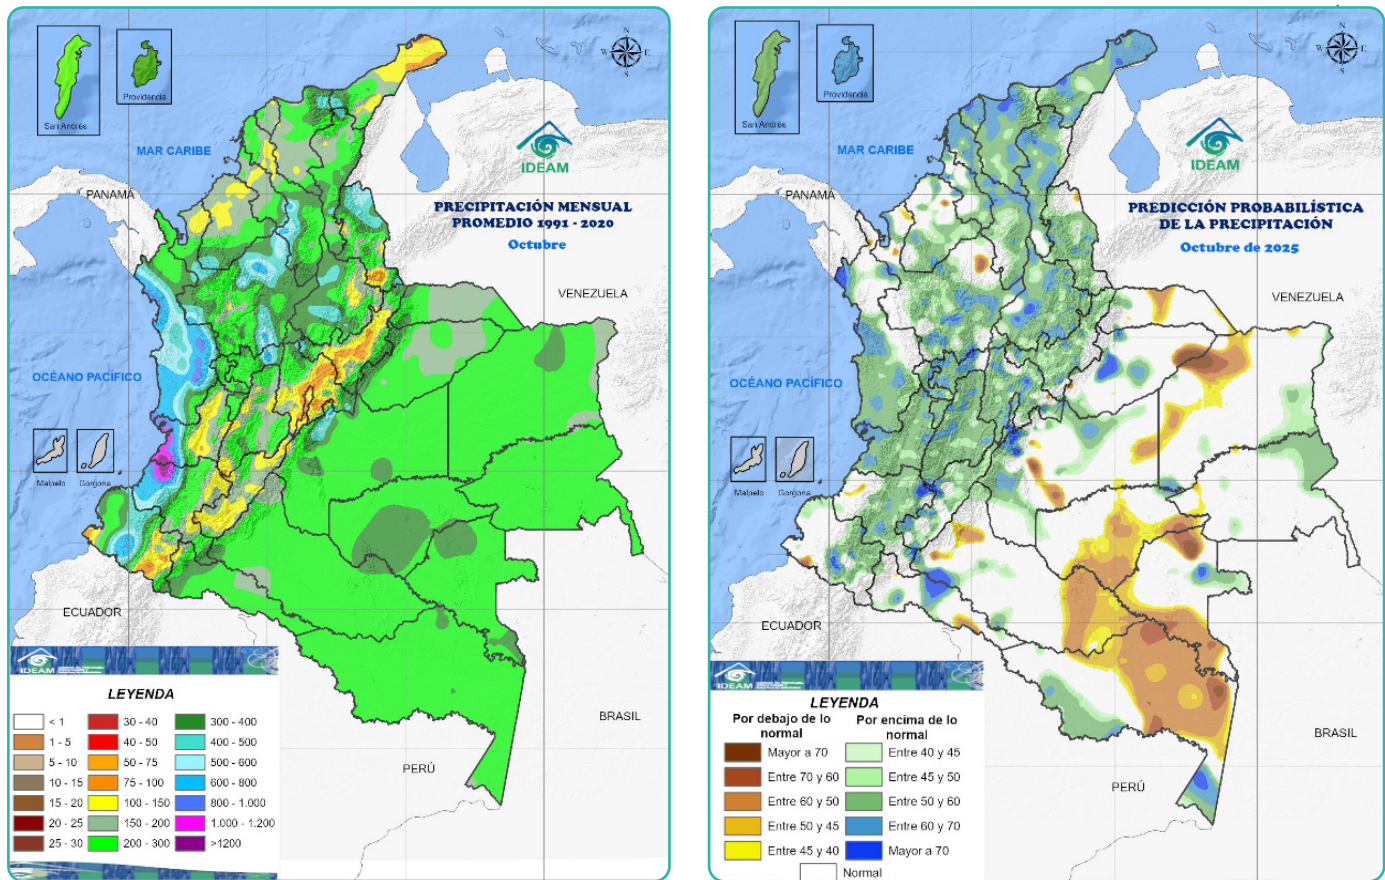 San Andrés
Providencia
N
W
E
S
MAR CARIBE
IDEAM
PANAMÁ
PRECIPITACIÓN MENSUAL
PROMEDIO 1991 - 2020
Octubre
VENEZUELA
OCÉANO PACÍFICO
Malpelo
Gorgona
ECUADOR
IDEAM
LEYENDA
< 1
30 - 40
300 - 400
1 - 5
40 - 50
400 - 500
5 - 10
50 - 75
500 - 600
10 - 15
75 - 100
600 - 800
15 - 20
100 - 150
800 - 1.000
20 - 25
150 - 200
1.000 - 1.200
25 - 30
200 - 300
>1200
BRASIL
PERÚ
San Andrés
Providencia
N
W
E
S
MAR CARIBE
IDEAM
PANAMÁ
PREDICCIÓN PROBABILÍSTICA
DE LA PRECIPITACIÓN
Octubre de 2025
VENEZUELA
OCÉANO PACÍFICO
Malpelo
Gorgona
ECUADOR
IDEAM
LEYENDA
Por debajo de lo
normal
Por encima de lo
normal
Mayor a 70
Entre 40 y 45
Entre 70 y 60
Entre 45 y 50
Entre 60 y 50
Entre 50 y 60
Entre 50 y 45
Entre 60 y 70
Entre 45 y 40
Mayor a 70
Normal
BRASIL
PERÚ